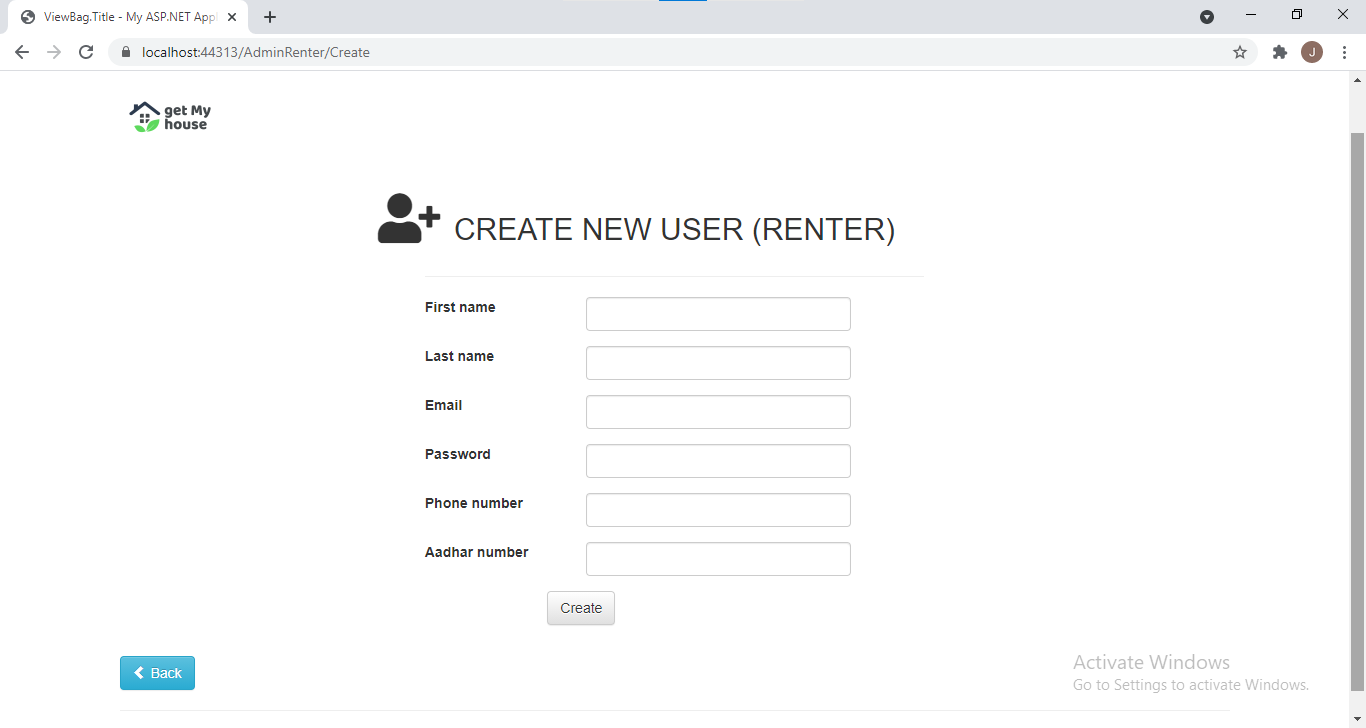 ViewBag.Title - My ASP.NET Appl
localhost:44313/AdminRenter/Create
J
get My
house
CREATE NEW USER (RENTER)
First name
Last name
Email
Password
Phone number
Aadhar number
Create
Back
Activate Windows
Go to Settings to activate Windows.